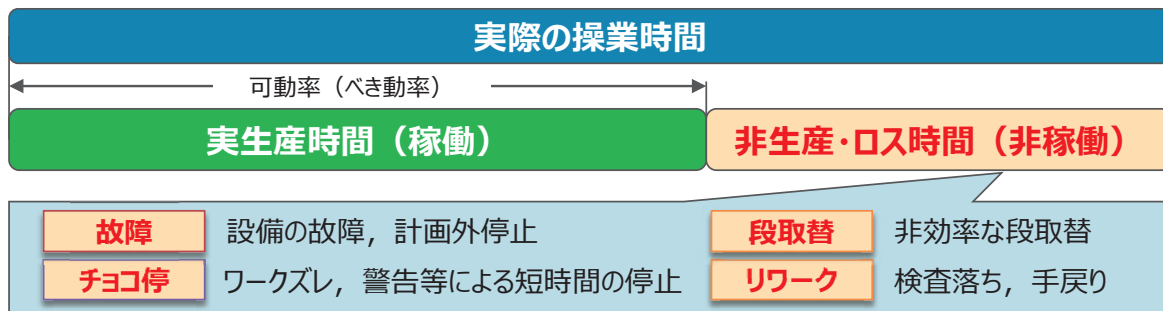 実際の操業時間
可動率（べき動率）
実生産時間（稼働） 非生産・ロス時間（非稼働）
故障 設備の故障，計画外停止 段取替 非効率な段取替
チョコ停 ワークズレ，警告等による短時間の停止 リワーク 検査落ち，手戻り